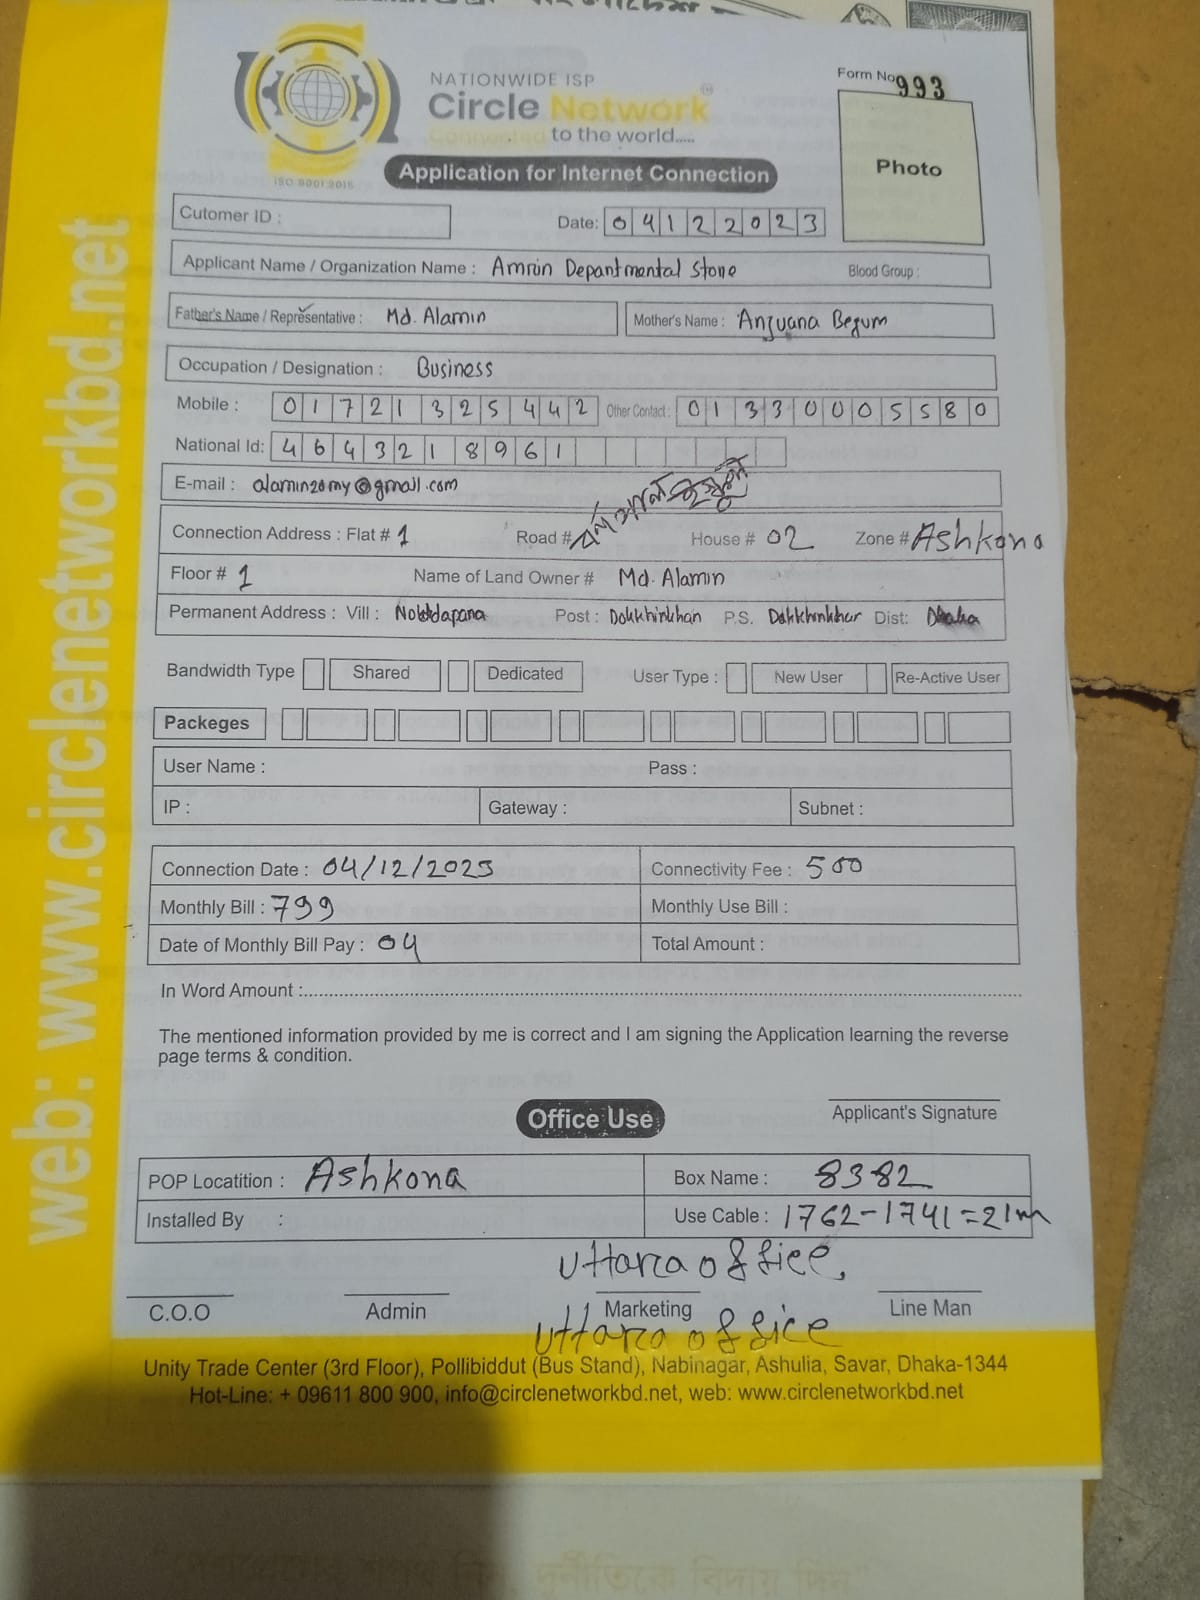 Form No 993
NATIONWIDE ISP
Circle Network
Connected to the world.....
ISO 9001:2015
Application for Internet Connection
Photo
Cutomer ID :
Date: 04122023
Applicant Name / Organization Name : Amrin Depantmental Stone
Blood Group :
Father's Name / Representative : Md. Alamin
Mother's Name : Anjuana Begum
Occupation / Designation : Business
Mobile : 01721325442 Other Contact : 01330005580
National Id: 4643218961
E-mail : alamin20my@gmail.com
Connection Address : Flat # 1 Road # House # 02 Zone # Ashkona
Floor # 1 Name of Land Owner # Md. Alamin
Permanent Address : Vill : Post : Dokkhinkhan P.S. Dokkhinkhan Dist: Dhaka
Bandwidth Type Shared Dedicated User Type : New User Re-Active User
Packeges
User Name : Pass :
IP : Gateway : Subnet :
Connection Date : 04/12/2023 Connectivity Fee : 500
Monthly Bill : 799 Monthly Use Bill :
Date of Monthly Bill Pay : 04 Total Amount :
In Word Amount :
The mentioned information provided by me is correct and I am signing the Application learning the reverse
page terms & condition.
Applicant's Signature
Office Use
POP Locatition : Ashkona Box Name : 8382
Installed By : Use Cable : 1762-1741=21m
Uttara office,
C.O.O Admin Marketing Line Man
Uttara office
Unity Trade Center (3rd Floor), Pollibiddut (Bus Stand), Nabinagar, Ashulia, Savar, Dhaka-1344
Hot-Line: + 09611 800 900, info@circlenetworkbd.net, web: www.circlenetworkbd.net
web: www.circlenetworkbd.net